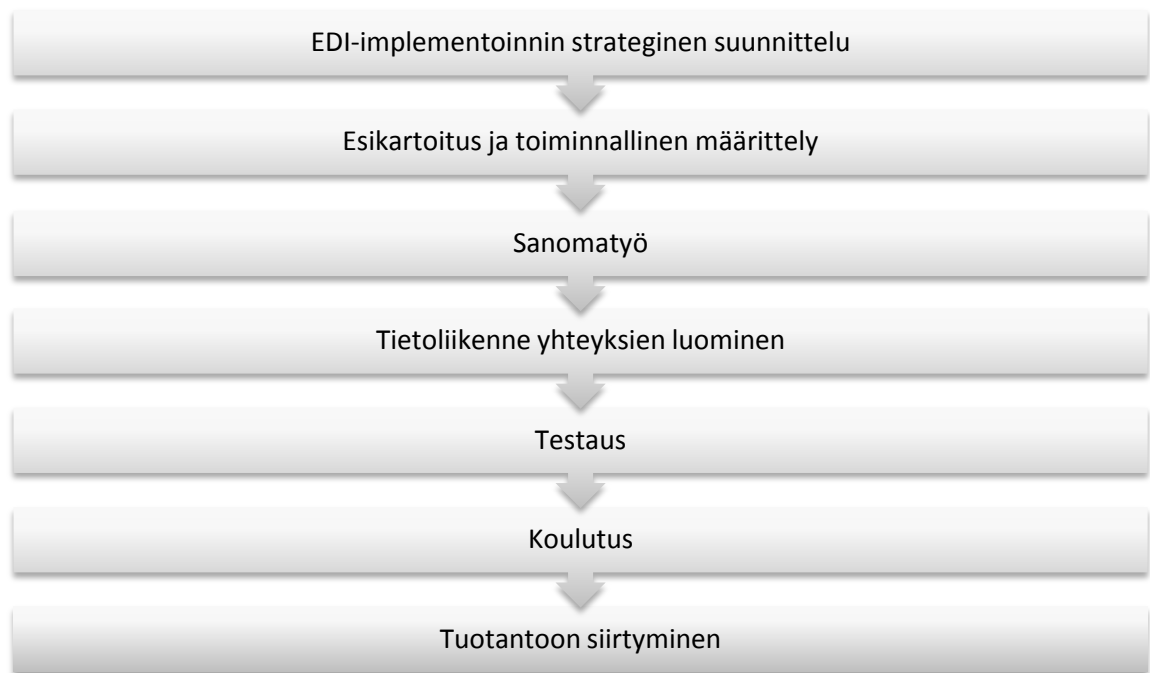 EDI-implementoinnin strateginen suunnittelu
Esikartoitus ja toiminnallinen määrittely
Sanomatyö
Tietoliikenne yhteyksien luominen
Testaus
Koulutus
Tuotantoon siirtyminen